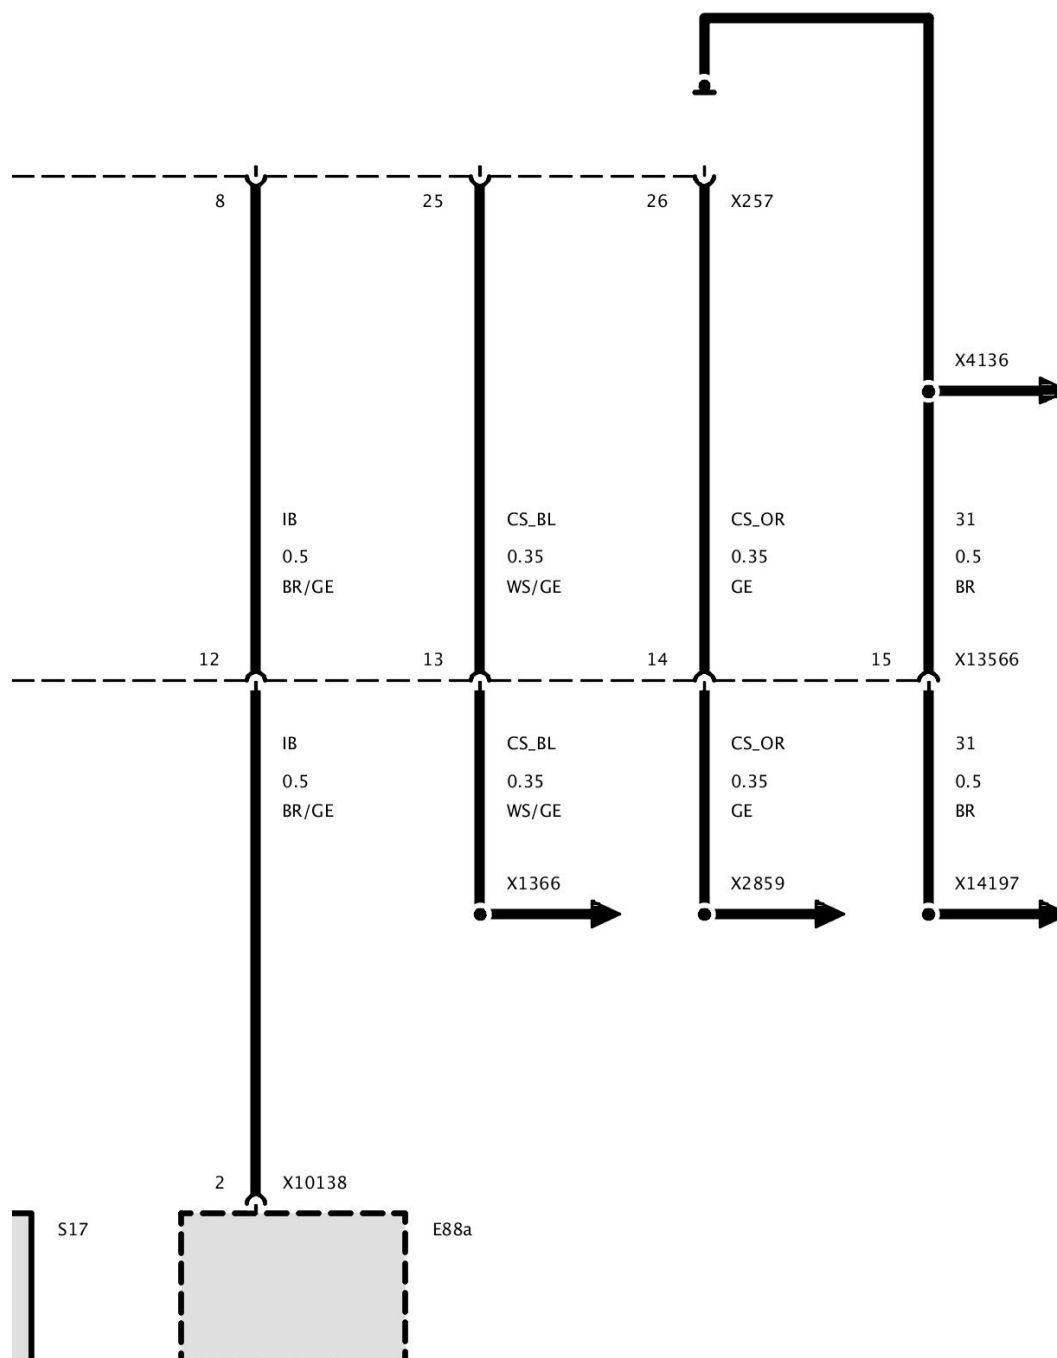 8 25 26 X257
X4136
IB CS_BL CS_OR 31
0.5 0.35 0.35 0.5
BR/GE WS/GE GE BR
12 13 14 15 X13566
IB CS_BL CS_OR 31
0.5 0.35 0.35 0.5
BR/GE WS/GE GE BR
X1366 X2859 X14197
2 X10138
S17 E88a